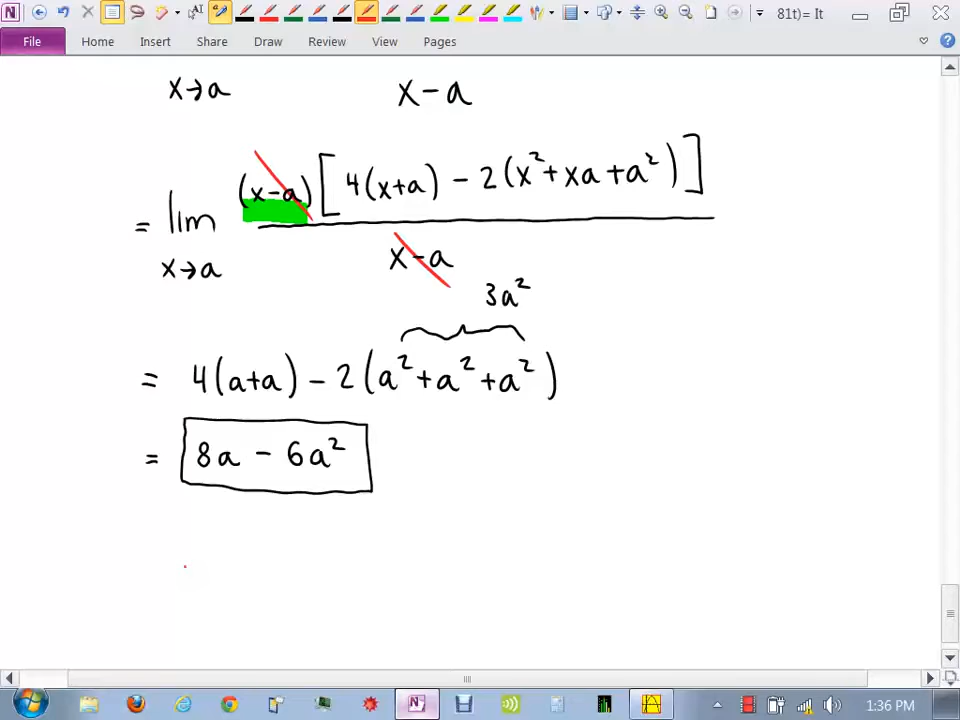 81t)= It
File Home Insert Share Draw Review View Pages
x→a x-a
= lim (x-a)[4(x+a) - 2(x²+xa+a²)]
x→a x-a
3a²
= 4(a+a) - 2(a²+a²+a²)
= 8a - 6a²
1:36 PM